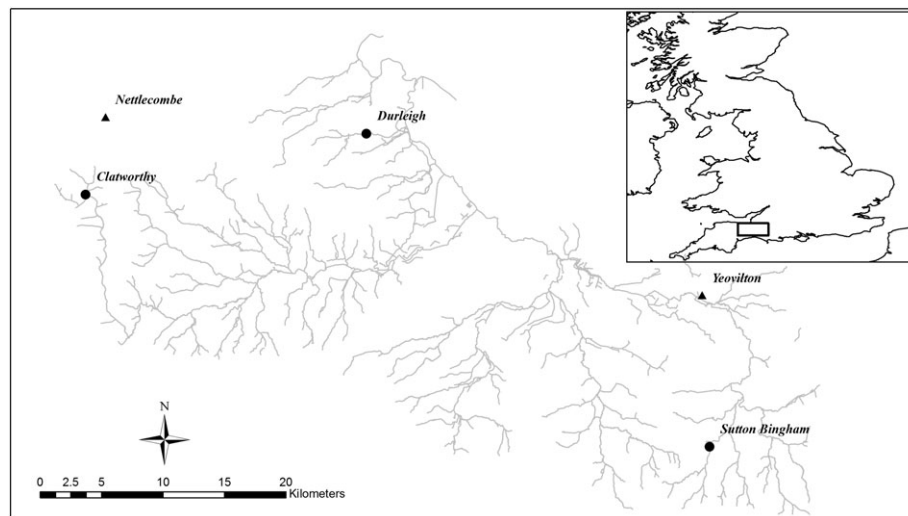 Nettlecombe
Durleigh
Clatworthy
Yeovilton
Sutton Bingham
N
0 2.5 5 10 15 20
Kilometers